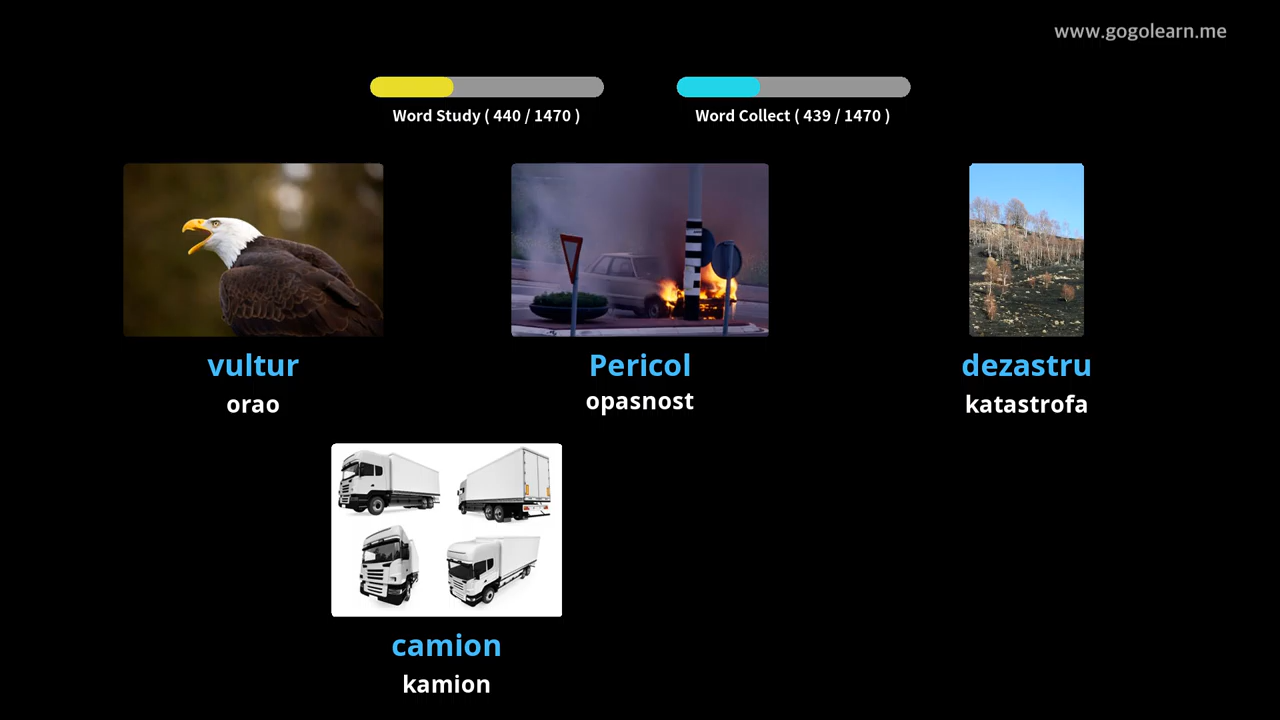 www.gogolearn.me
Word Study ( 440 / 1470 )
Word Collect ( 439 / 1470 )
vultur
orao
Pericol
opasnost
dezastru
katastrofa
camion
kamion